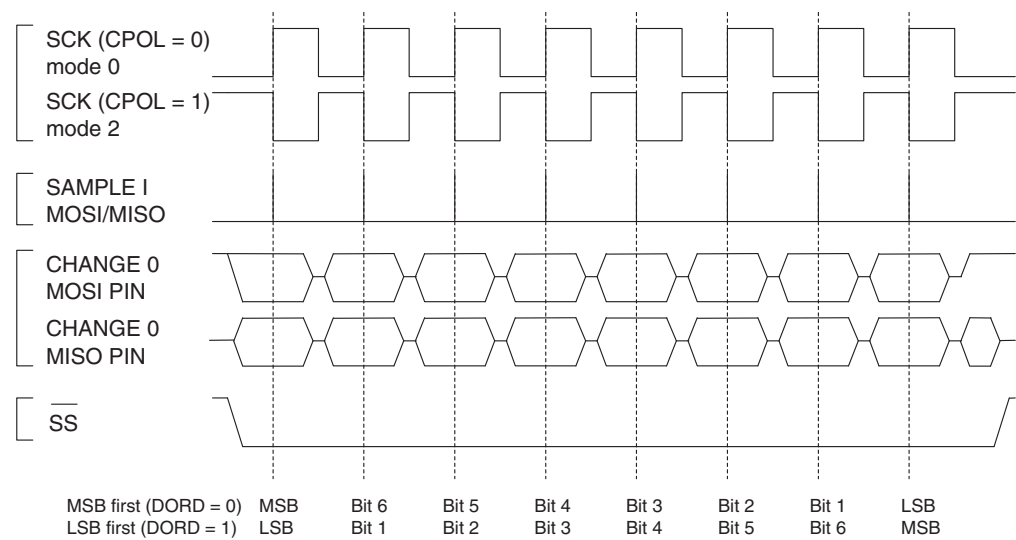 SCK (CPOL = 0)
mode 0
SCK (CPOL = 1)
mode 2
SAMPLE I
MOSI/MISO
CHANGE 0
MOSI PIN
CHANGE 0
MISO PIN
SS
MSB first (DORD = 0) MSB Bit 6 Bit 5 Bit 4 Bit 3 Bit 2 Bit 1 LSB
LSB first (DORD = 1) LSB Bit 1 Bit 2 Bit 3 Bit 4 Bit 5 Bit 6 MSB